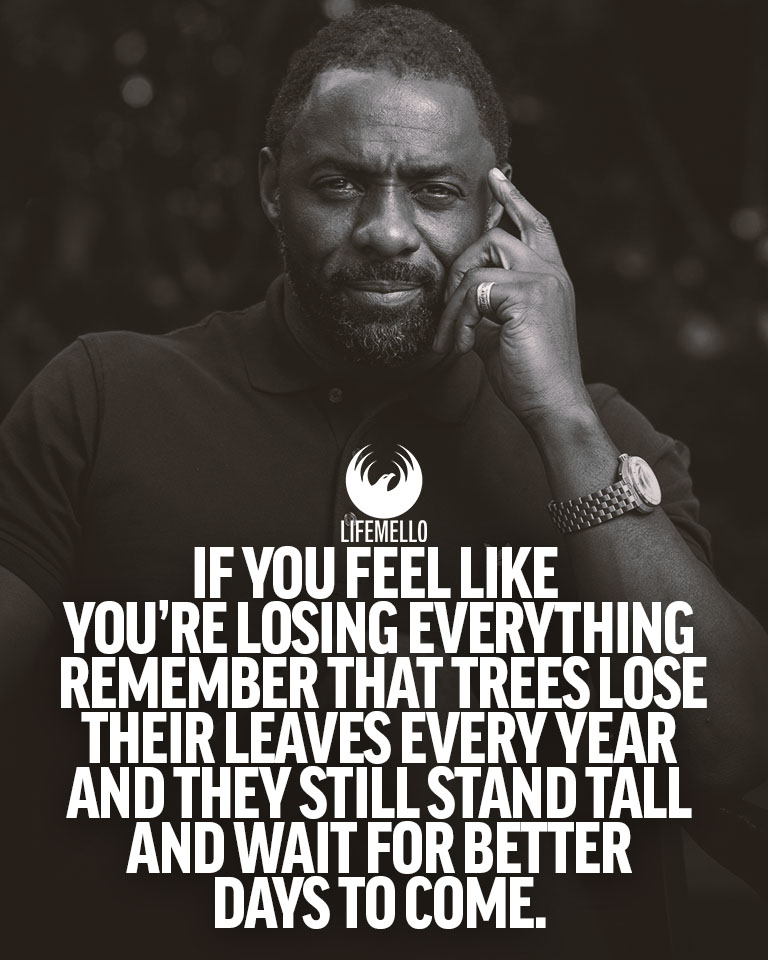 LIFEMELLO
IF YOU FEEL LIKE
YOU'RE LOSING EVERYTHING
REMEMBER THAT TREES LOSE
THEIR LEAVES EVERY YEAR
AND THEY STILL STAND TALL
AND WAIT FOR BETTER
DAYS TO COME.